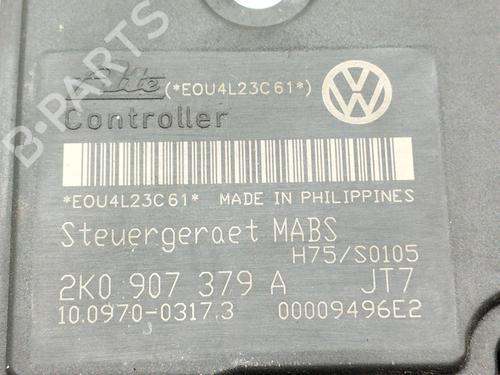 B-PARTS
Ate (*EOU4L23C61*)
Controller
*EOU4L23C61* MADE IN PHILIPPINES
Steuergeraet MABS
H75/S0105
2K0 907 379 A JT7
10.0970-0317.3 00009496E2